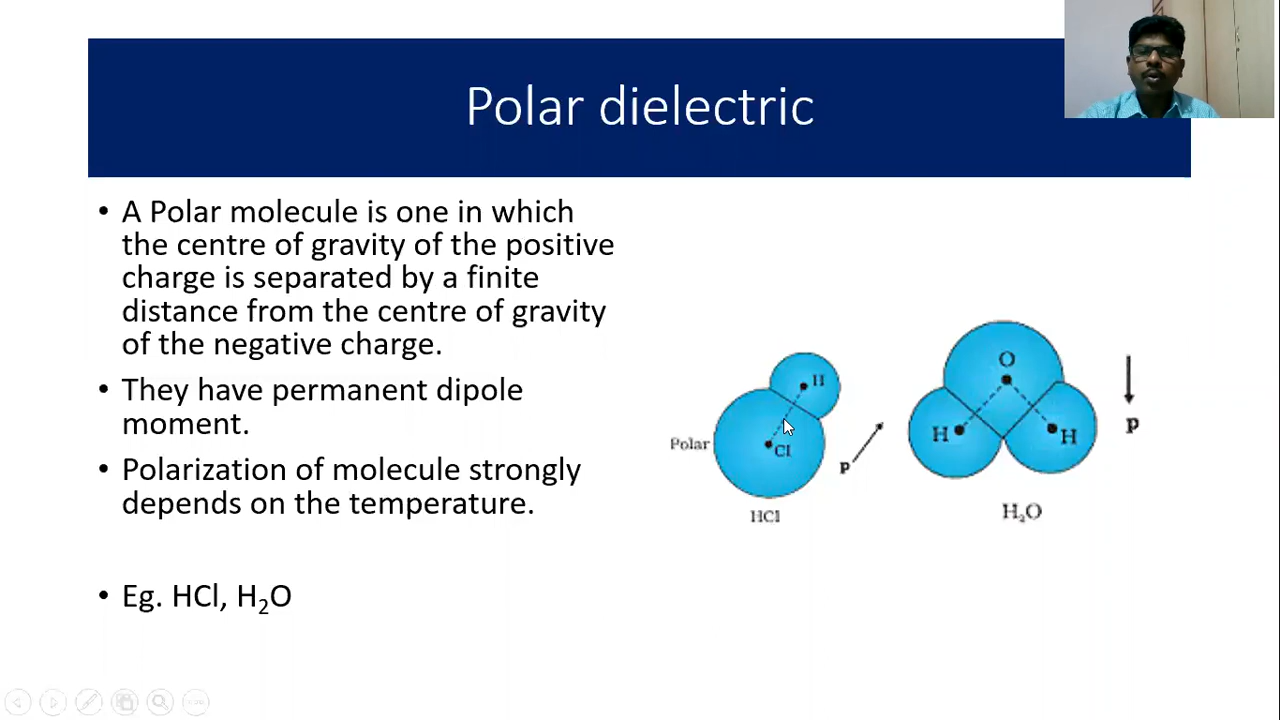 Polar dielectric
• A Polar molecule is one in which
the centre of gravity of the positive
charge is separated by a finite
distance from the centre of gravity
of the negative charge.
• They have permanent dipole
moment.
• Polarization of molecule strongly
depends on the temperature.
• Eg. HCl, H₂O
H
Polar
Cl
p
HCl
O
H
H
p
H₂O